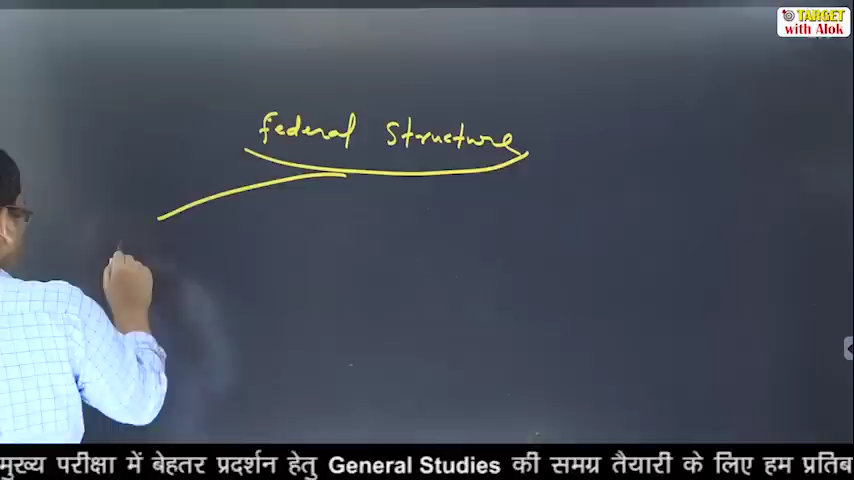 TARGET
with Alok
Federal Structure
मुख्य परीक्षा में बेहतर प्रदर्शन हेतु General Studies की समग्र तैयारी के लिए हम प्रतिब